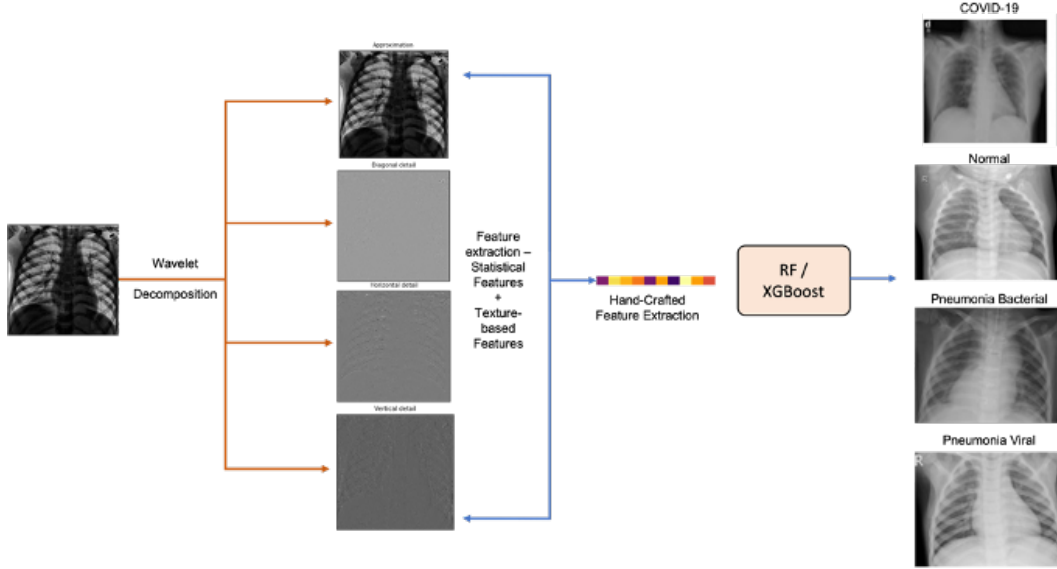 Wavelet
Decomposition
Approximation
Diagonal detail
Horizontal detail
Vertical detail
Feature
extraction –
Statistical
Features
+
Texture-
based
Features
Hand-Crafted
Feature Extraction
RF /
XGBoost
COVID-19
Normal
Pneumonia Bacterial
Pneumonia Viral
R